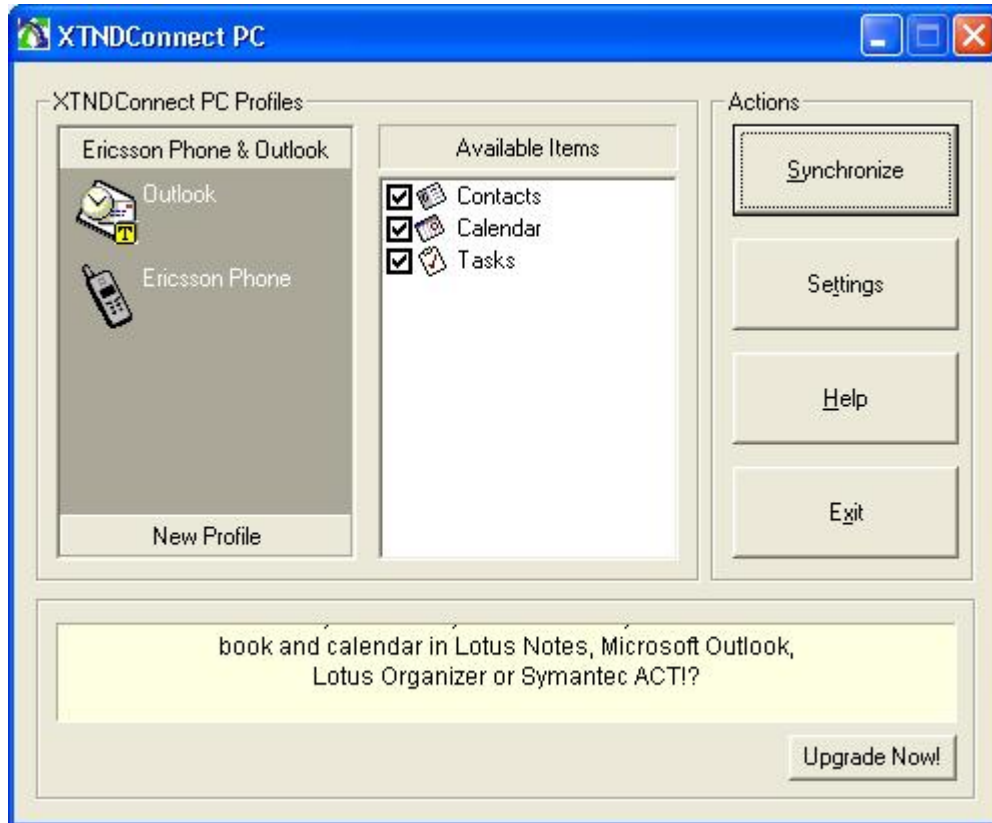 XTNDConnect PC
XTNDConnect PC Profiles
Ericsson Phone & Outlook
Outlook
T
Ericsson Phone
New Profile
Available Items
Contacts
Calendar
Tasks
Actions
Synchronize
Settings
Help
Exit
book and calendar in Lotus Notes, Microsoft Outlook,
Lotus Organizer or Symantec ACT!?
Upgrade Now!